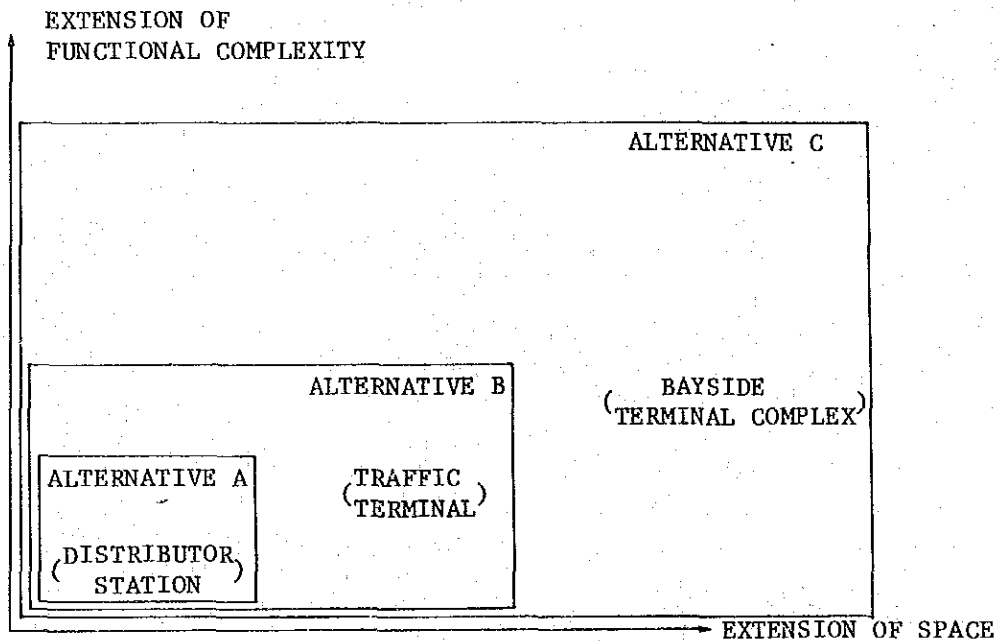 EXTENSION OF
FUNCTIONAL COMPLEXITY
ALTERNATIVE C
ALTERNATIVE B
(BAYSIDE
TERMINAL COMPLEX)
ALTERNATIVE A
(TRAFFIC
TERMINAL)
(DISTRIBUTOR
STATION)
EXTENSION OF SPACE